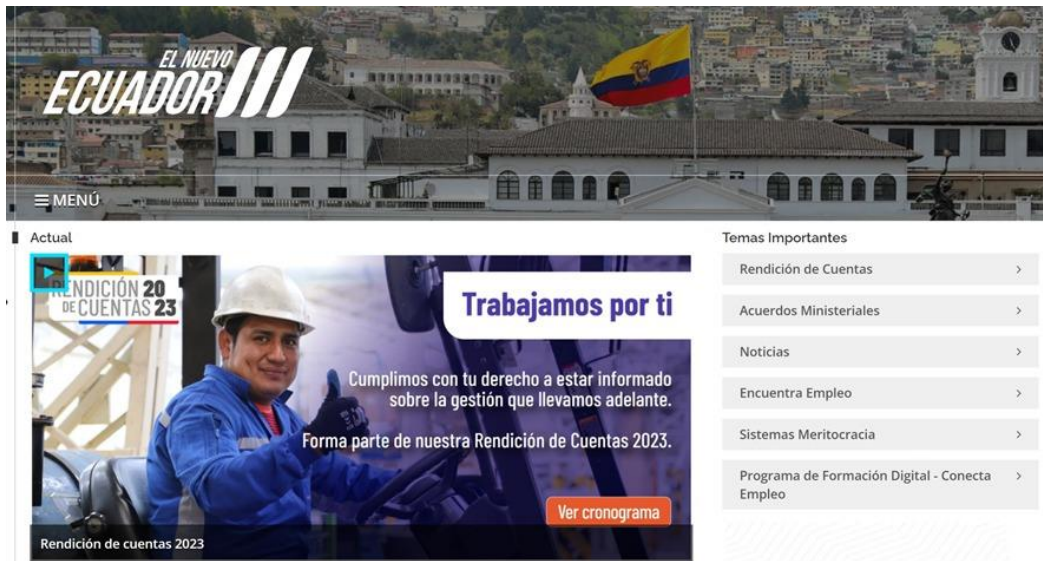 EL NUEVO
ECUADOR
MENÚ
Actual
RENDICIÓN 20
DE CUENTAS 23
Trabajamos por ti
Cumplimos con tu derecho a estar informado
sobre la gestión que llevamos adelante.
Forma parte de nuestra Rendición de Cuentas 2023.
Ver cronograma
Rendición de cuentas 2023
Temas Importantes
Rendición de Cuentas
Acuerdos Ministeriales
Noticias
Encuentra Empleo
Sistemas Meritocracia
Programa de Formación Digital - Conecta
Empleo